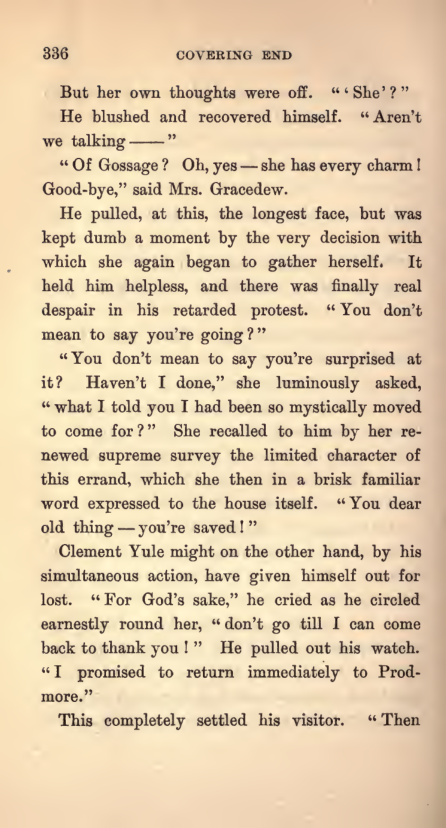 336 COVERING END
But her own thoughts were off. “‘She’?”
He blushed and recovered himself. “Aren’t
we talking——”
“Of Gossage? Oh, yes—she has every charm!
Good-bye,” said Mrs. Gracedew.
He pulled, at this, the longest face, but was
kept dumb a moment by the very decision with
which she again began to gather herself. It
held him helpless, and there was finally real
despair in his retarded protest. “You don’t
mean to say you’re going?”
“You don’t mean to say you’re surprised at
it? Haven’t I done,” she luminously asked,
“what I told you I had been so mystically moved
to come for?” She recalled to him by her re-
newed supreme survey the limited character of
this errand, which she then in a brisk familiar
word expressed to the house itself. “You dear
old thing—you’re saved!”
Clement Yule might on the other hand, by his
simultaneous action, have given himself out for
lost. “For God’s sake,” he cried as he circled
earnestly round her, “don’t go till I can come
back to thank you!” He pulled out his watch.
“I promised to return immediately to Prod-
more.”
This completely settled his visitor. “Then